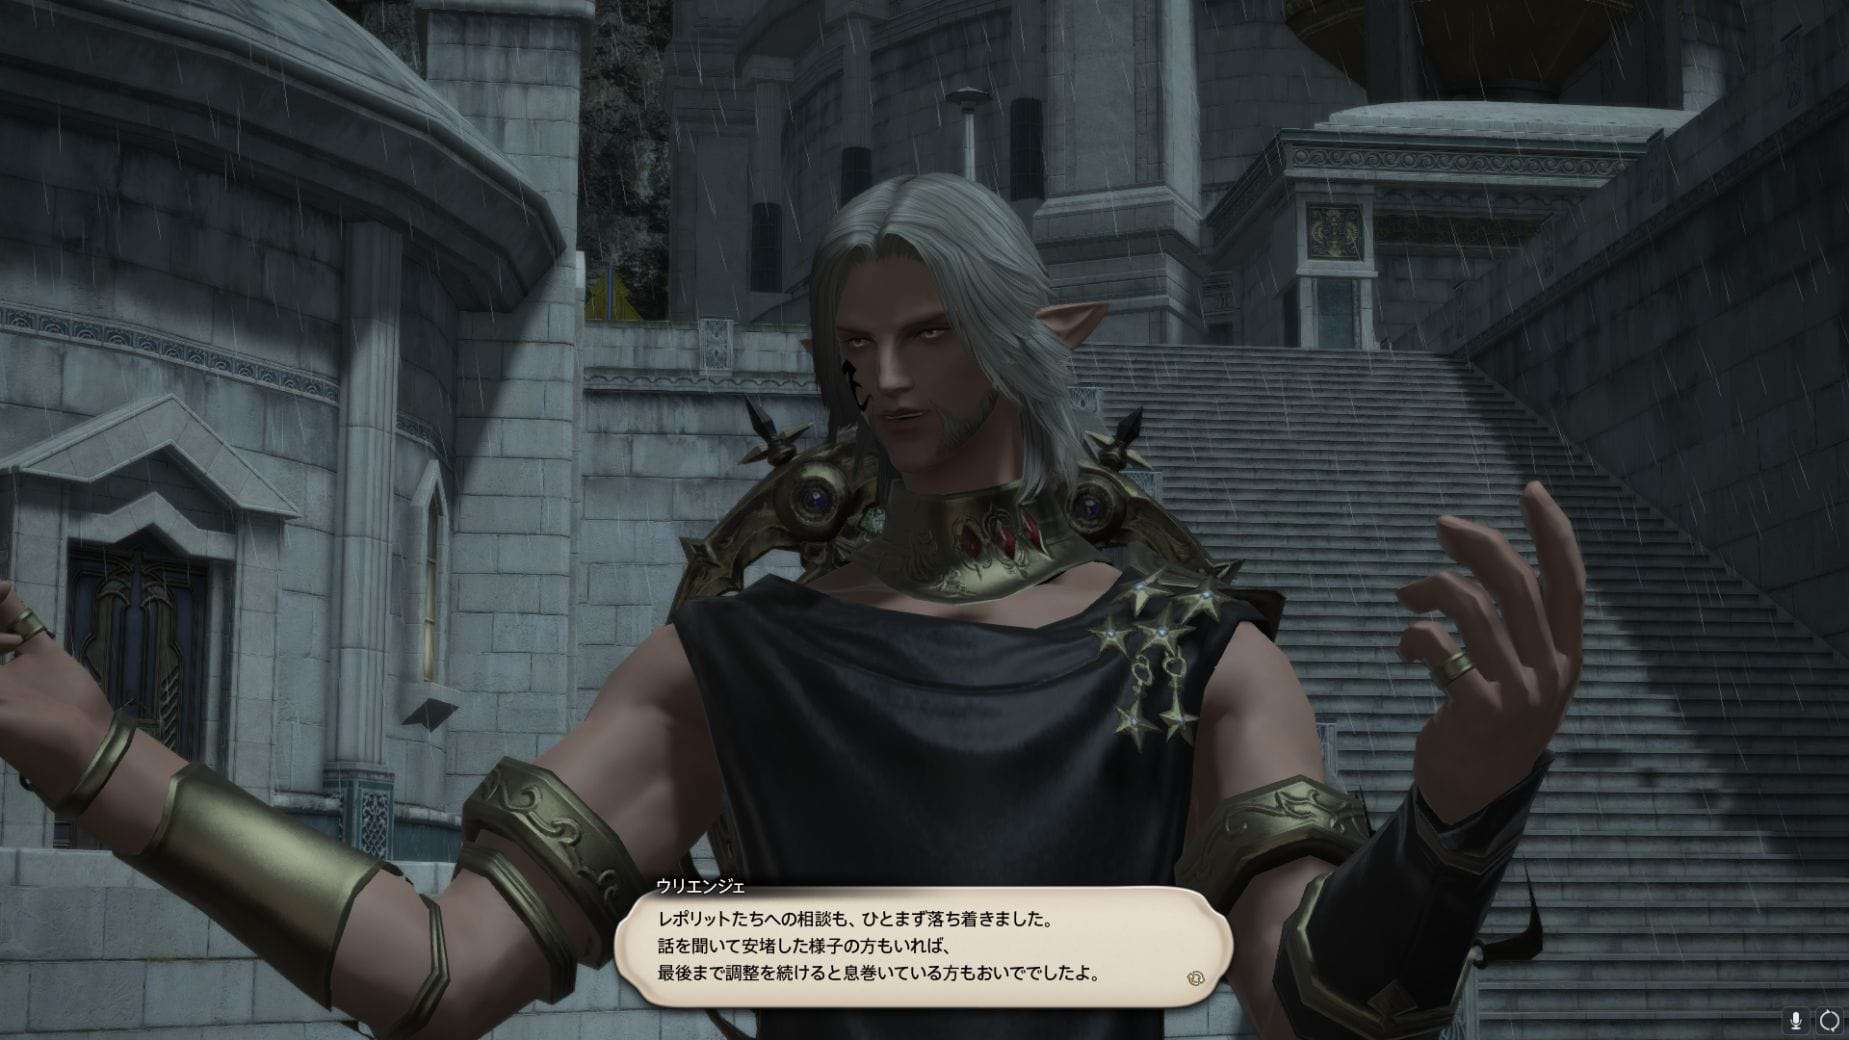 ウリエンジェ
レポリットたちへの相談も、ひとまず落ち着きました。
話を聞いて安堵した様子の方もいれば、
最後まで調整を続けると息巻いている方もおいででしたよ。